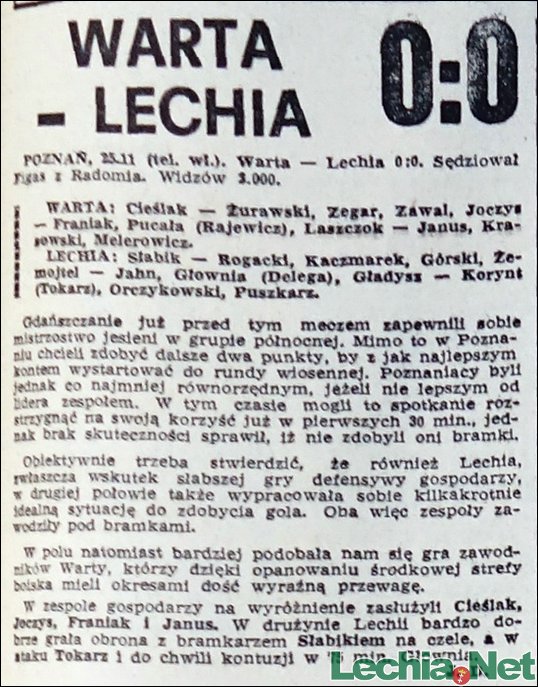 WARTA
- LECHIA
0:0
POZNAŃ, 25.11 (tel. wł.). Warta — Lechia 0:0. Sędziował
Figas z Radomia. Widzów 3.000.
WARTA: Cieślak — Żurawski, Zegar, Zawal, Joczys
— Franiak, Pucała (Rajewicz), Laszczok — Janus, Kra-
sowski, Melerowicz.
LECHIA: Słabik — Rogacki, Kaczmarek, Górski, Że-
mojtel — Jahn, Głownia (Delega), Gładysz — Korynt
(Tokarz), Orczykowski, Puszkarz.
Gdańszczanie już przed tym meczem zapewnili sobie
mistrzostwo jesieni w grupie północnej. Mimo to w Pozna-
niu chcieli zdobyć dalsze dwa punkty, by z jak najlepszym
kontem wystartować do rundy wiosennej. Poznaniacy byli
jednak co najmniej równorzędnym, jeżeli nie lepszym od
lidera zespołem. W tym czasie mogli to spotkanie roz-
strzygnąć na swoją korzyść już w pierwszych 30 min., jed-
nak brak skuteczności sprawił, iż nie zdobyli oni bramki.
Obiektywnie trzeba stwierdzić, że również Lechia,
zwłaszcza wskutek słabszej gry defensywy gospodarzy,
w drugiej połowie także wypracowała sobie kilkakrotnie
idealną sytuację do zdobycia gola. Oba więc zespoły za-
wodziły pod bramkami.
W polu natomiast bardziej podobała nam się gra zawod-
ników Warty, którzy dzięki opanowaniu środkowej strefy
boiska mieli okresami dość wyraźną przewagę.
W zespole gospodarzy na wyróżnienie zasłużyli Cieślak,
Joczys, Franiak i Janus. W drużynie Lechii bardzo do-
brze grała obrona z bramkarzem Słabikiem na czele, a w
ataku Tokarz i do chwili kontuzji w 75 min. Głownia.
Lechia.Net